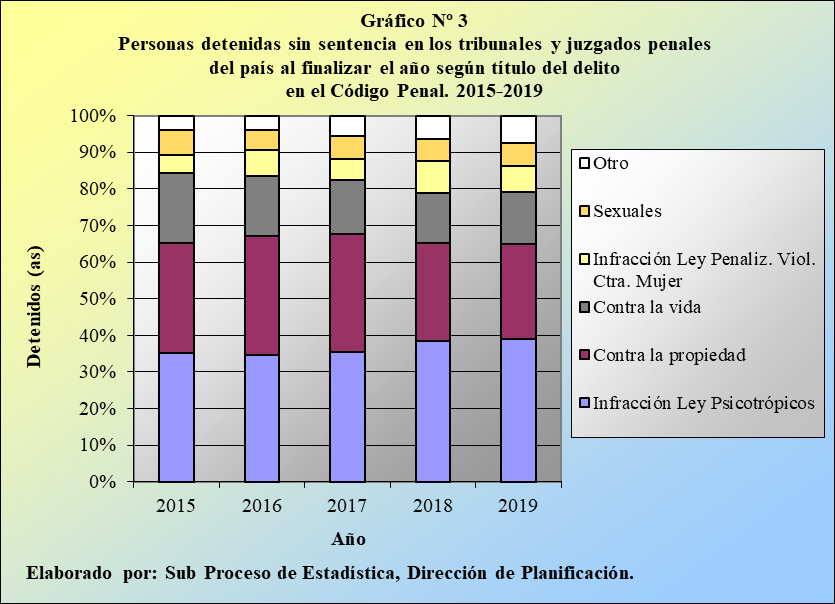 Gráfico Nº 3
Personas detenidas sin sentencia en los tribunales y juzgados penales
del país al finalizar el año según título del delito
en el Código Penal. 2015-2019
100%
90%
80%
70%
60%
50%
40%
30%
20%
10%
0%
Detenidos (as)
2015 2016 2017 2018 2019
Año
Otro
Sexuales
Infracción Ley Penaliz. Viol.
Ctra. Mujer
Contra la vida
Contra la propiedad
Infracción Ley Psicotrópicos
Elaborado por: Sub Proceso de Estadística, Dirección de Planificación.